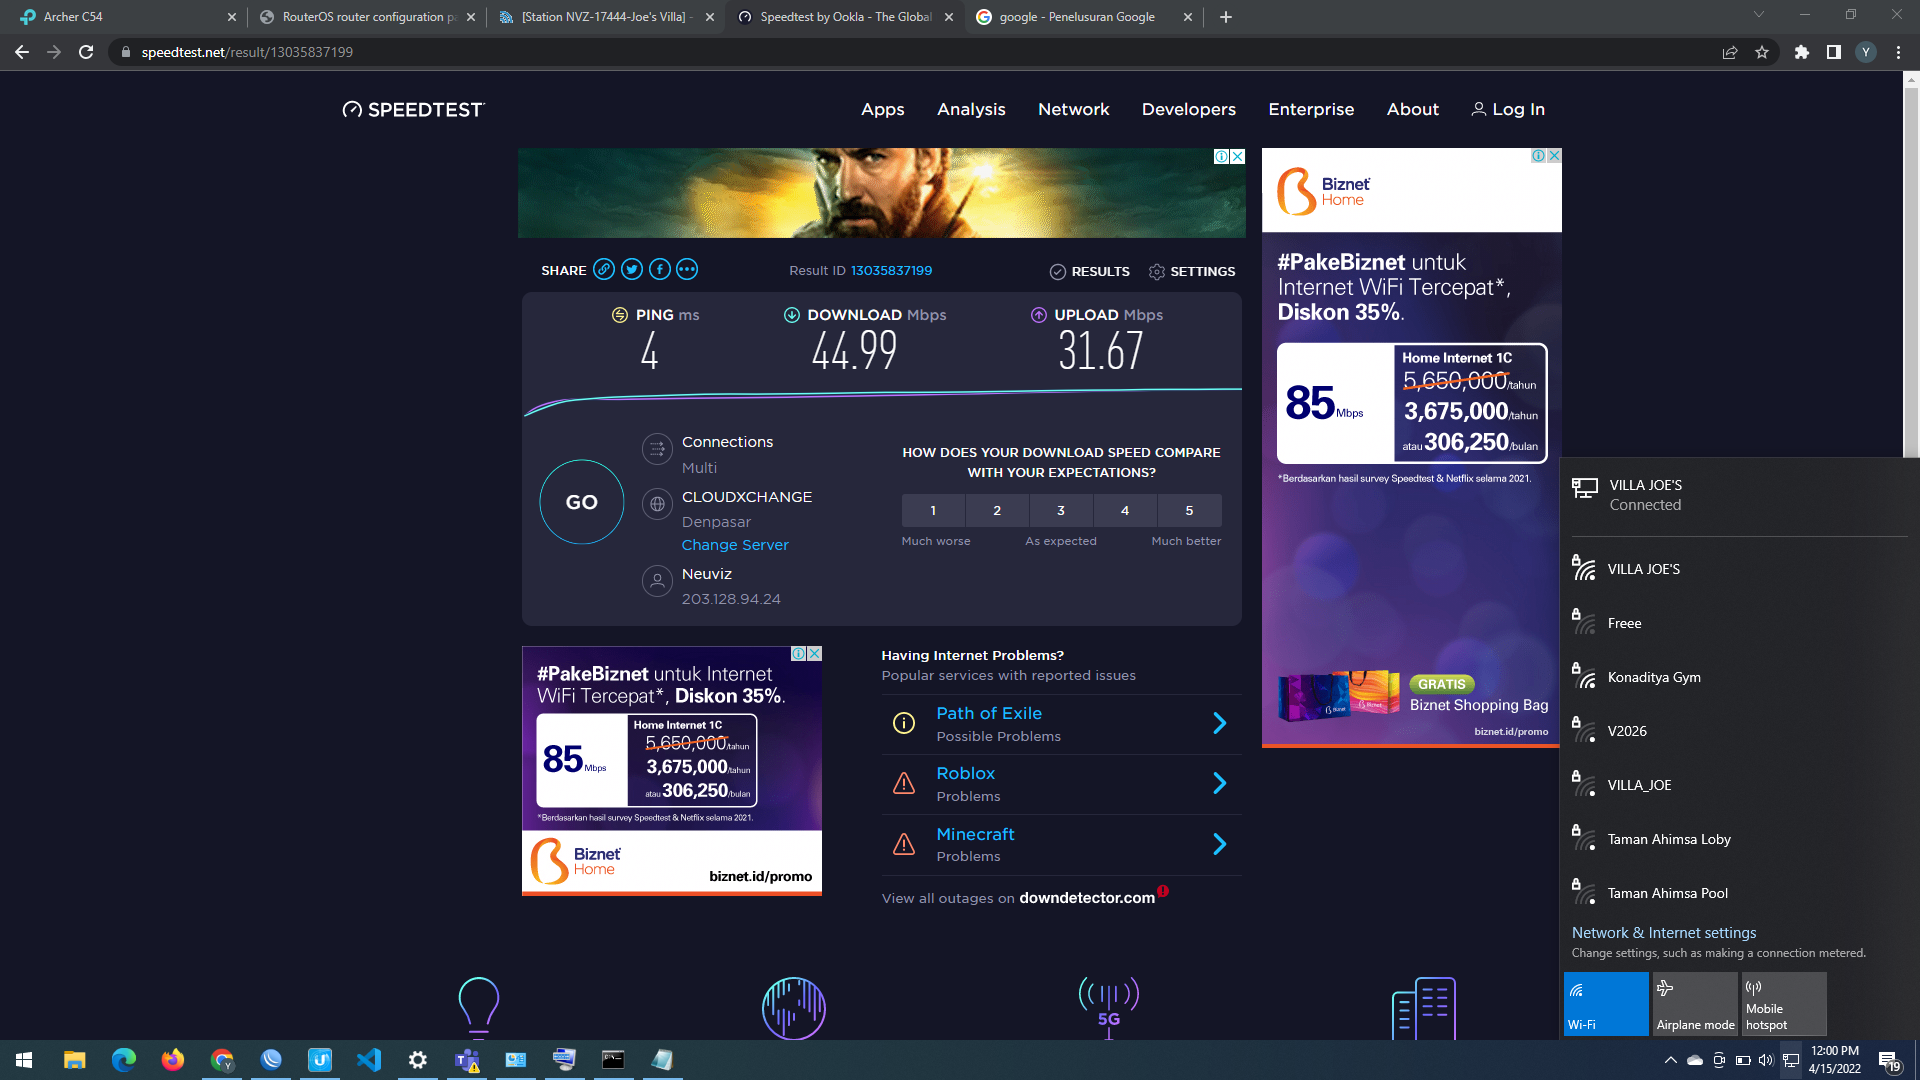 Archer C54
RouterOS router configuration pa
[Station NVZ-17444-Joe's Villa] -
Speedtest by Ookla - The Global
google - Penelusuran Google
speedtest.net/result/13035837199
Y
SPEEDTEST
Apps
Analysis
Network
Developers
Enterprise
About
Log In
SHARE
Result ID 13035837199
RESULTS
SETTINGS
PING ms
4
DOWNLOAD Mbps
44.99
UPLOAD Mbps
31.67
GO
Connections
Multi
CLOUDXCHANGE
Denpasar
Change Server
Neuviz
203.128.94.24
HOW DOES YOUR DOWNLOAD SPEED COMPARE
WITH YOUR EXPECTATIONS?
1 2 3 4 5
Much worse As expected Much better
Biznet
Home
#PakeBiznet untuk
Internet WiFi Tercepat*,
Diskon 35%.
85 Mbps
Home Internet 1C
5,650,000/tahun
3,675,000/tahun
atau 306,250/bulan
*Berdasarkan hasil survey Speedtest & Netflix selama 2021.
GRATIS
Biznet Shopping Bag
biznet.id/promo
#PakeBiznet untuk Internet
WiFi Tercepat*, Diskon 35%.
85 Mbps
Home Internet 1C
5,650,000/tahun
3,675,000/tahun
atau 306,250/bulan
*Berdasarkan hasil survey Speedtest & Netflix selama 2021.
Biznet
Home
biznet.id/promo
Having Internet Problems?
Popular services with reported issues
Path of Exile
Possible Problems
Roblox
Problems
Minecraft
Problems
View all outages on downdetector.com
5G
VILLA JOE'S
Connected
VILLA JOE'S
Freee
Konaditya Gym
V2026
VILLA_JOE
Taman Ahimsa Loby
Taman Ahimsa Pool
Network & Internet settings
Change settings, such as making a connection metered.
Wi-Fi
Airplane mode
Mobile
hotspot
12:00 PM
4/15/2022
19